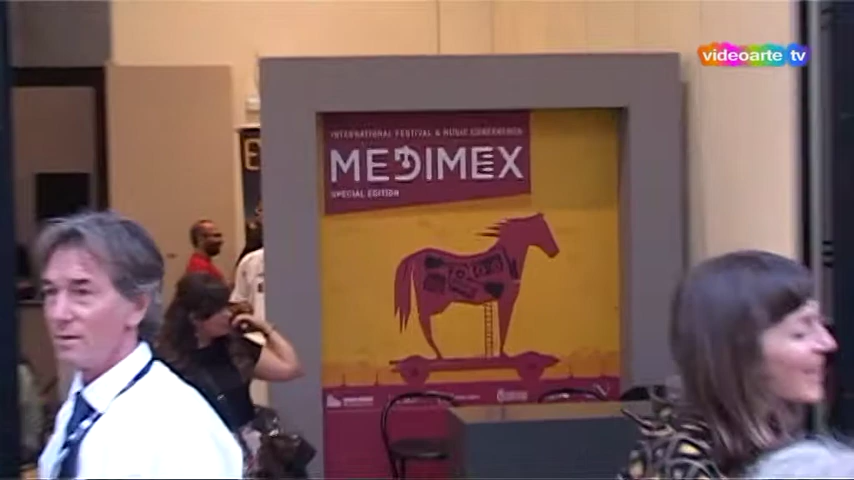 videoarte tv
INTERNATIONAL FESTIVAL & MUSIC CONFERENCE
MEDIMEX
SPECIAL EDITION